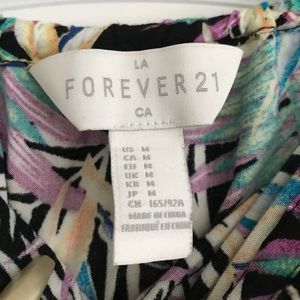 LA
FOREVER 21
CA
US M
CA M
EU M
UK M
KR M
JP M
CN 165/92A
MADE IN CHINA
FABRIQUÉ EN CHINE